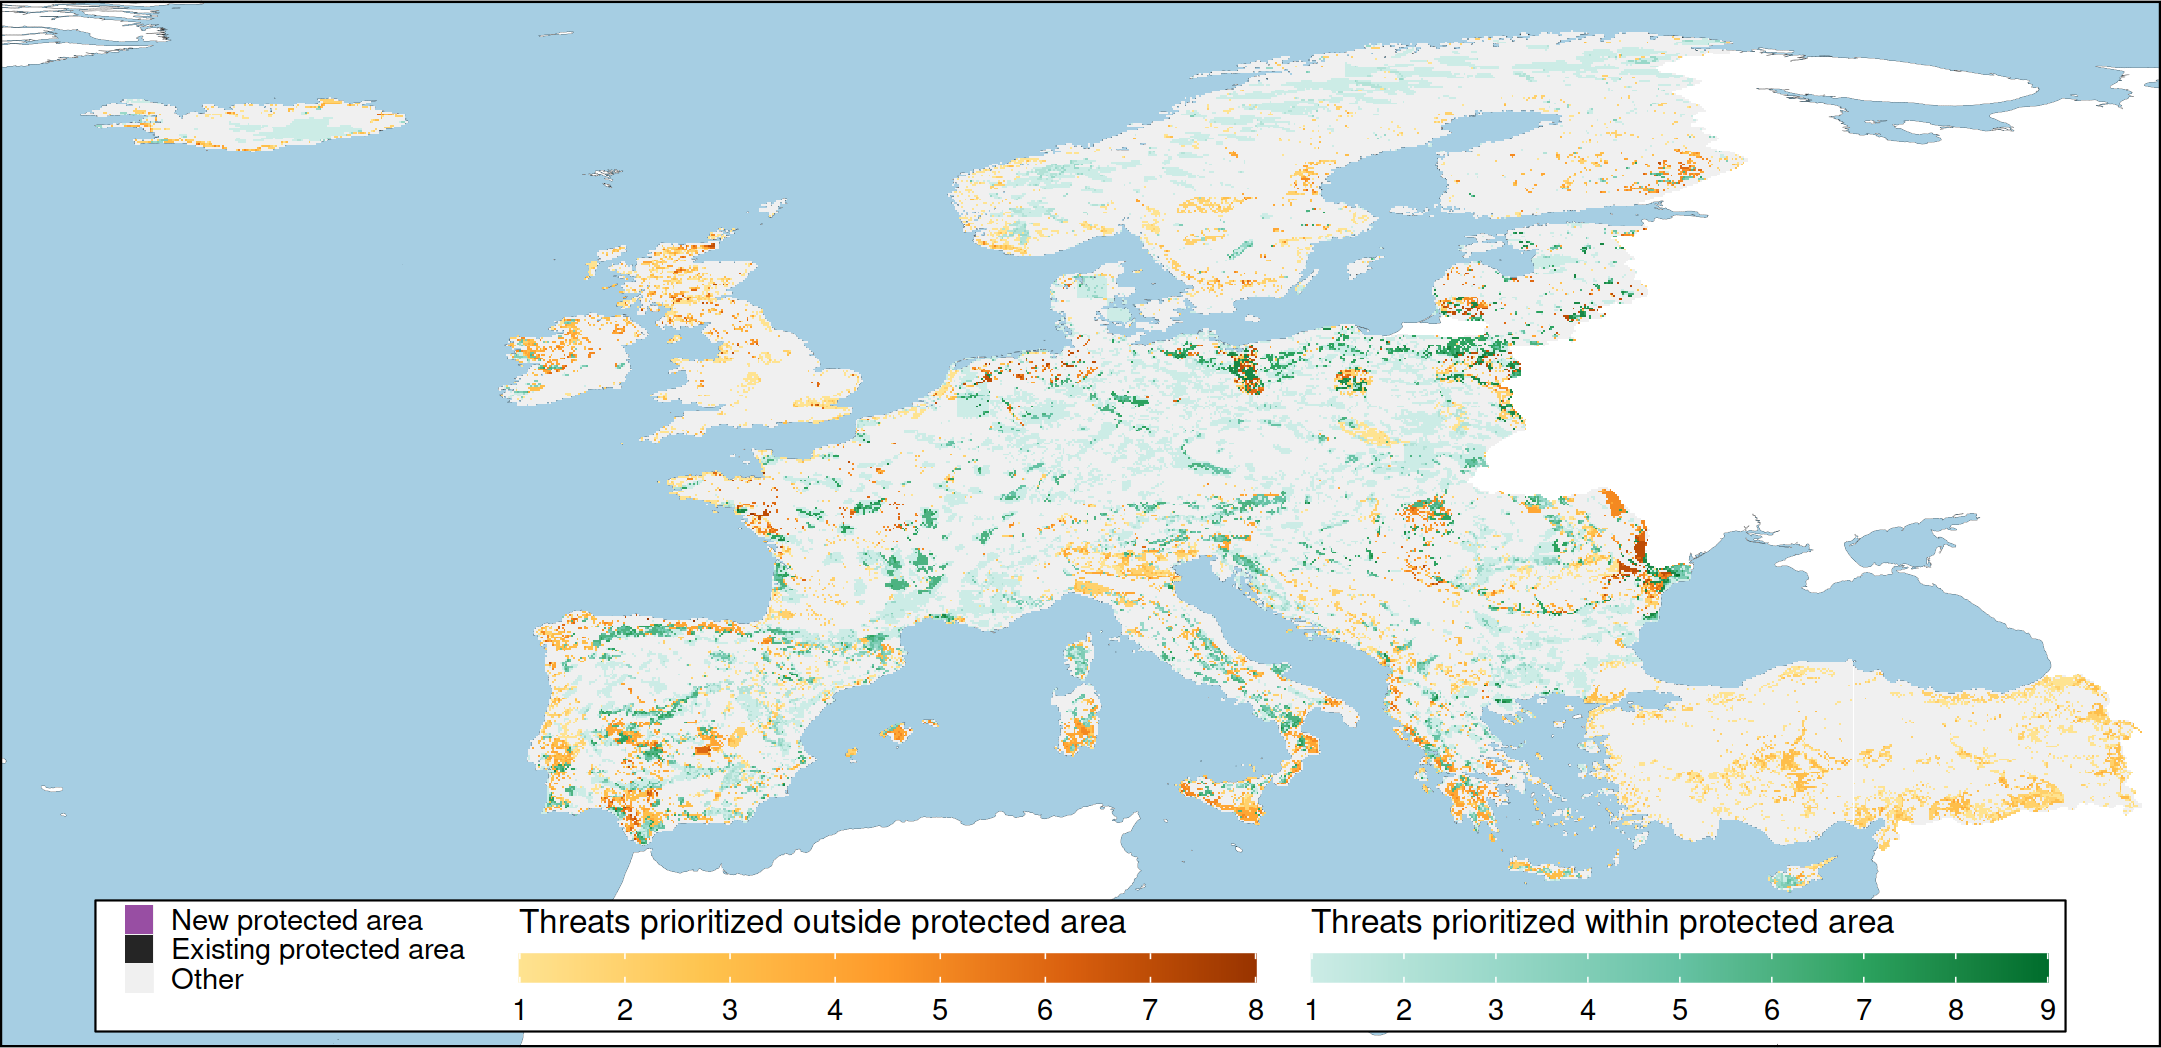 New protected area
Existing protected area
Other
Threats prioritized outside protected area
1 2 3 4 5 6 7 8
Threats prioritized within protected area
1 2 3 4 5 6 7 8 9